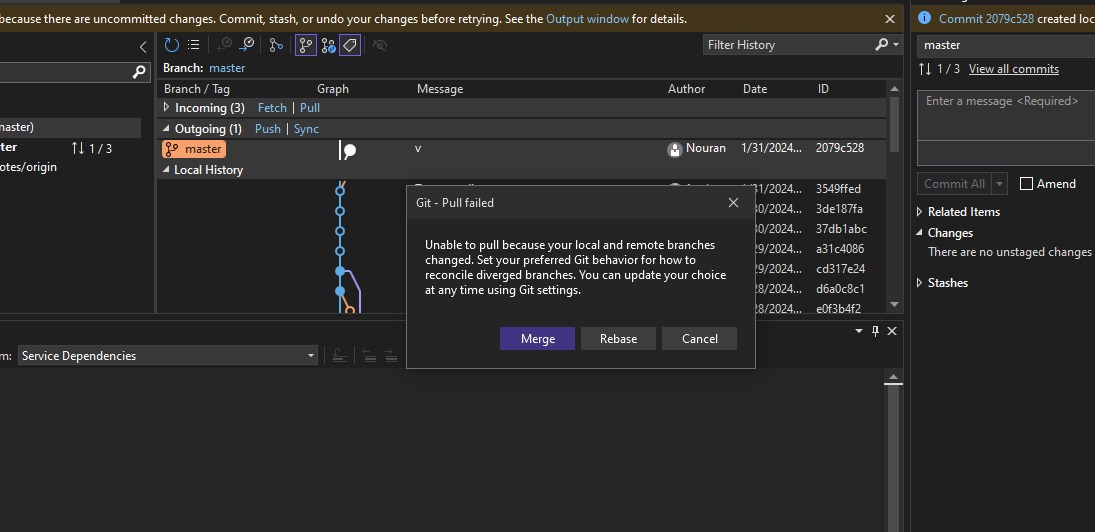 because there are uncommitted changes. Commit, stash, or undo your changes before retrying. See the Output window for details.
Commit 2079c528 created loc
Filter History
master
Branch: master
1 / 3 View all commits
Branch / Tag Graph Message Author Date ID
Incoming (3) Fetch | Pull
Enter a message <Required>
master)
Outgoing (1) Push | Sync
ter 1 / 3
master v Nouran 1/31/2024... 2079c528
otes/origin
Local History
Commit All Amend
/31/2024... 3549ffed
30/2024... 3de187fa
30/2024... 37db1abc
29/2024... a31c4086
29/2024... cd317e24
28/2024... d6a0c8c1
28/2024... e0f3b4f2
Related Items
Changes
There are no unstaged changes
Stashes
Git - Pull failed
Unable to pull because your local and remote branches
changed. Set your preferred Git behavior for how to
reconcile diverged branches. You can update your choice
at any time using Git settings.
Merge Rebase Cancel
m: Service Dependencies